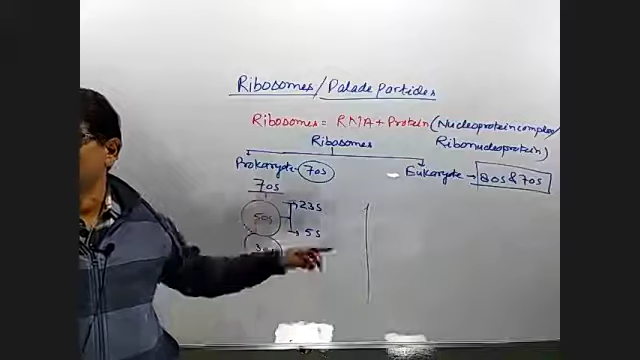 Ribosomes/Palade Particles
Ribosomes = RNA + Protein (Nucleoprotein complex/
Ribonucleoprotein)
Ribosomes
Prokaryote - 70s
Eukaryote → 80s & 70s
70s
50s
23s
5s